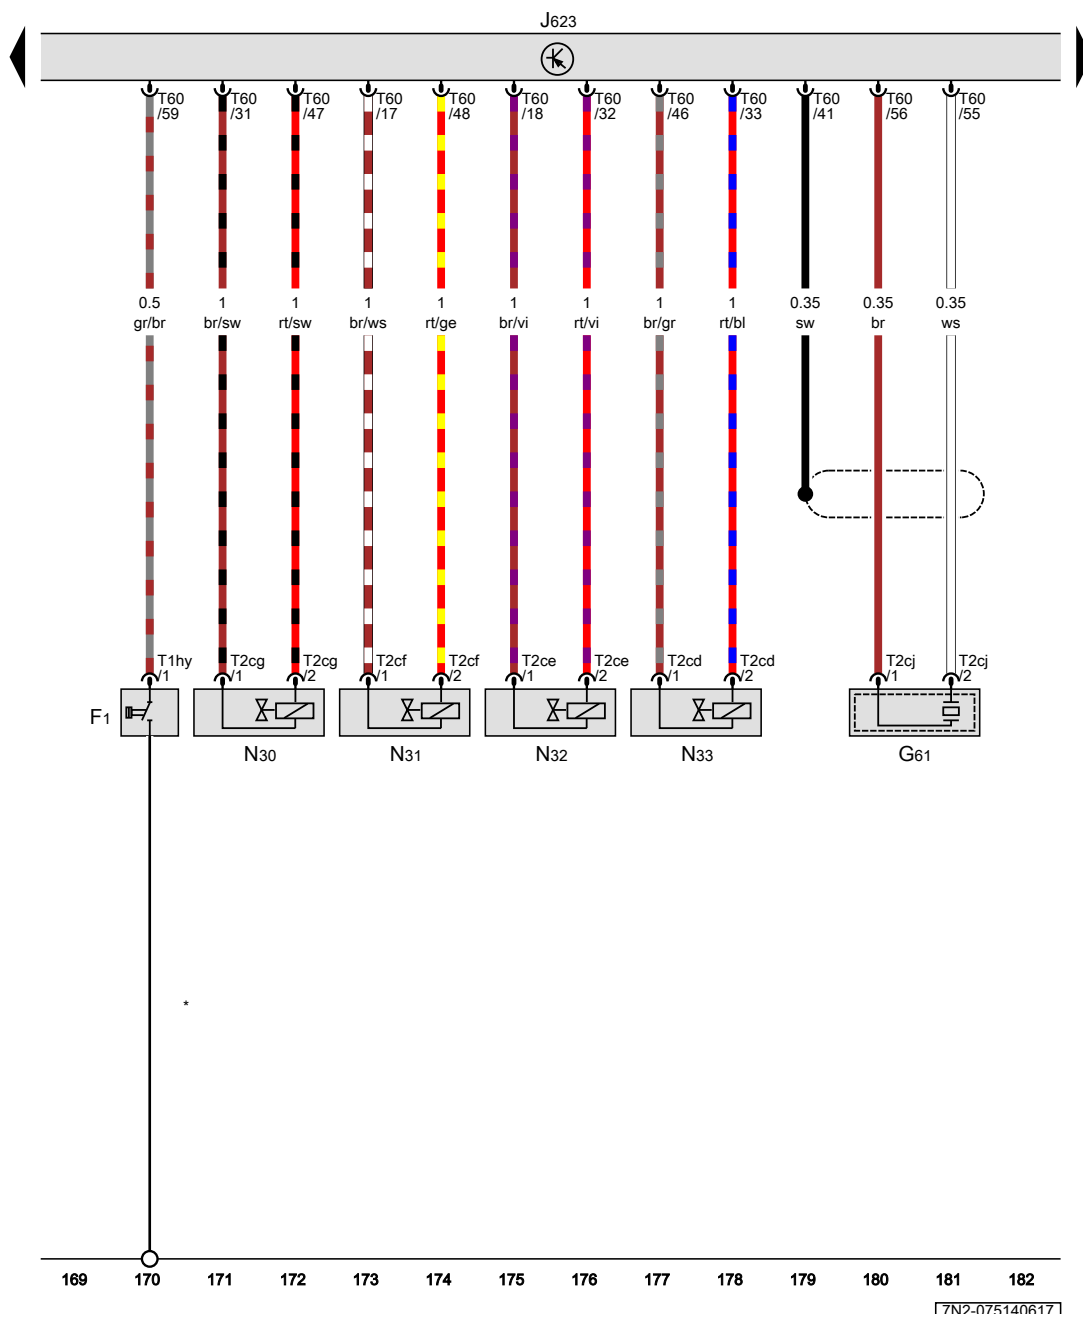 J623
T60 T60 T60 T60 T60 T60 T60 T60 T60 T60 T60 T60
/59 /31 /47 /17 /48 /18 /32 /46 /33 /41 /56 /55
0.5 1 1 1 1 1 1 1 1 0.35 0.35 0.35
gr/br br/sw rt/sw br/ws rt/ge br/vi rt/vi br/gr rt/bl sw br ws
T1hy T2cg T2cg T2cf T2cf T2ce T2ce T2cd T2cd T2cj T2cj
/1 /1 /2 /1 /2 /1 /2 /1 /2 /1 /2
F1
N30 N31 N32 N33 G61
*
169 170 171 172 173 174 175 176 177 178 179 180 181 182
7N2-075140617